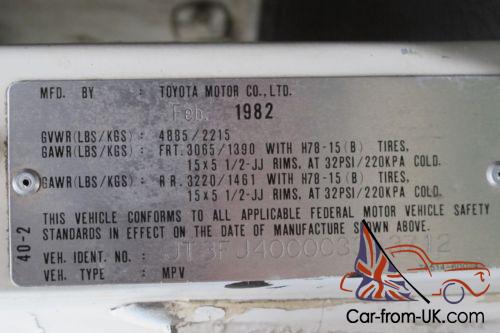 MFD. BY : TOYOTA MOTOR CO., LTD.
Feb. 1982
GVWR(LBS/KGS) : 4885/2215
GAWR(LBS/KGS) : FRT. 3065/1390 WITH H78-15(B) TIRES,
15x5 1/2-JJ RIMS, AT 32PSI/220KPA COLD.
GAWR(LBS/KGS) : RR. 3220/1461 WITH H78-15(B) TIRES,
15x5 1/2-JJ RIMS, AT 32PSI/220KPA COLD.
THIS VEHICLE CONFORMS TO ALL APPLICABLE FEDERAL MOTOR VEHICLE SAFETY
STANDARDS IN EFFECT ON THE DATE OF MANUFACTURE SHOWN ABOVE.
VEH. IDENT. NO. :
VEH. TYPE : MPV
40-2
Car-from-UK.com